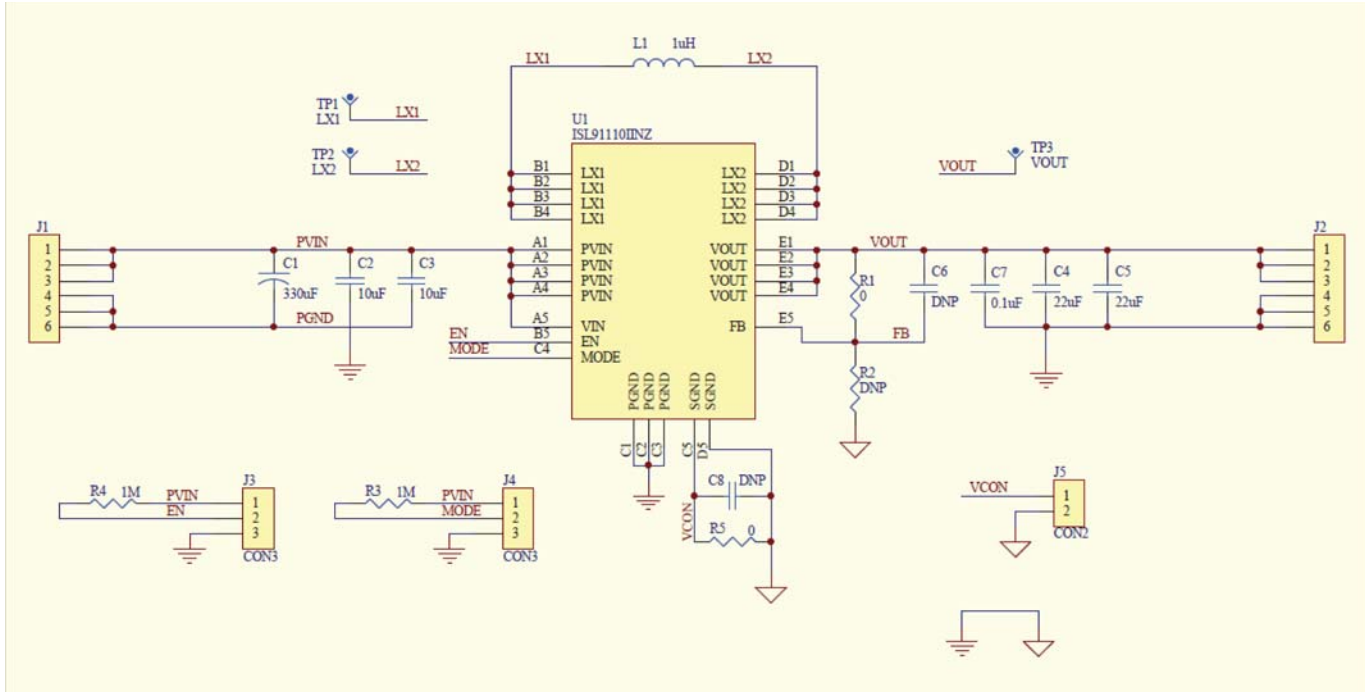 L1 1uH
LX1 LX2
TP1
LX1 LX1
TP2
LX2 LX2
U1
ISL91110IINZ
TP3
VOUT VOUT
B1 LX1 LX2 D1
B2 LX1 LX2 D2
B3 LX1 LX2 D3
B4 LX1 LX2 D4
J1
1
2
3
4
5
6
PVIN
C1
330uF
C2
10uF
C3
10uF
PGND
A1 PVIN VOUT E1
A2 PVIN VOUT E2
A3 PVIN VOUT E3
A4 PVIN VOUT E4
A5 VIN FB E5
EN B5 EN
MODE C4 MODE
PGND
PGND
PGND
SGND
SGND
C1
C2
C3
C5
D5
VOUT
R1
0
C6
DNP
C7
0.1uF
C4
22uF
C5
22uF
FB
R2
DNP
J2
1
2
3
4
5
6
J3
R4 1M PVIN 1
EN 2
3
CON3
J4
R3 1M PVIN 1
MODE 2
3
CON3
C8 DNP
VCON
R5 0
J5
VCON 1
2
CON2